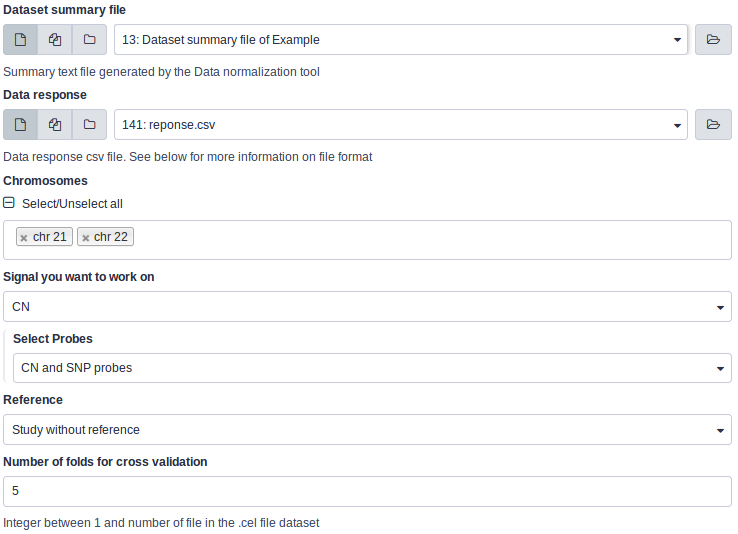 Dataset summary file
13: Dataset summary file of Example
Summary text file generated by the Data normalization tool
Data response
141: reponse.csv
Data response csv file. See below for more information on file format
Chromosomes
Select/Unselect all
× chr 21 × chr 22
Signal you want to work on
CN
Select Probes
CN and SNP probes
Reference
Study without reference
Number of folds for cross validation
5
Integer between 1 and number of file in the .cel file dataset